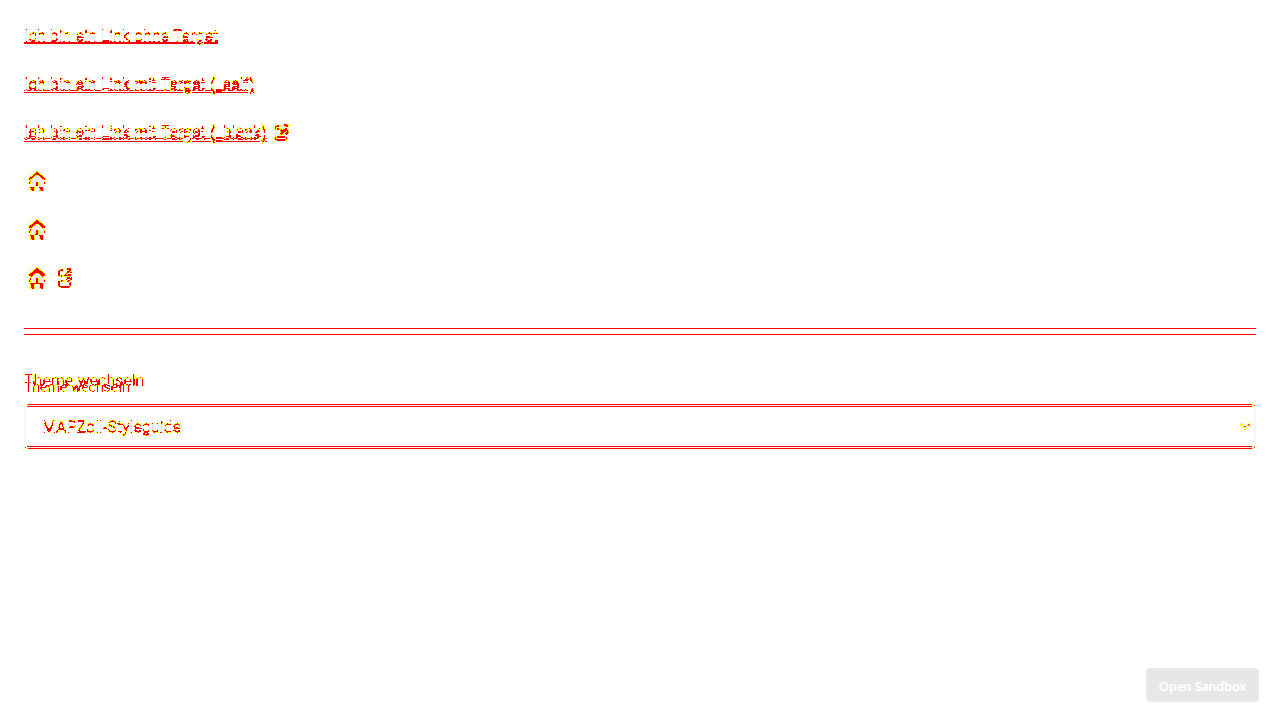 Ich bin ein Link ohne Target
Ich bin ein Link mit Target (_self)
Ich bin ein Link mit Target (_blank)
Theme wechseln
Theme wechseln
MAPZoll-Styleguide
Open Sandbox